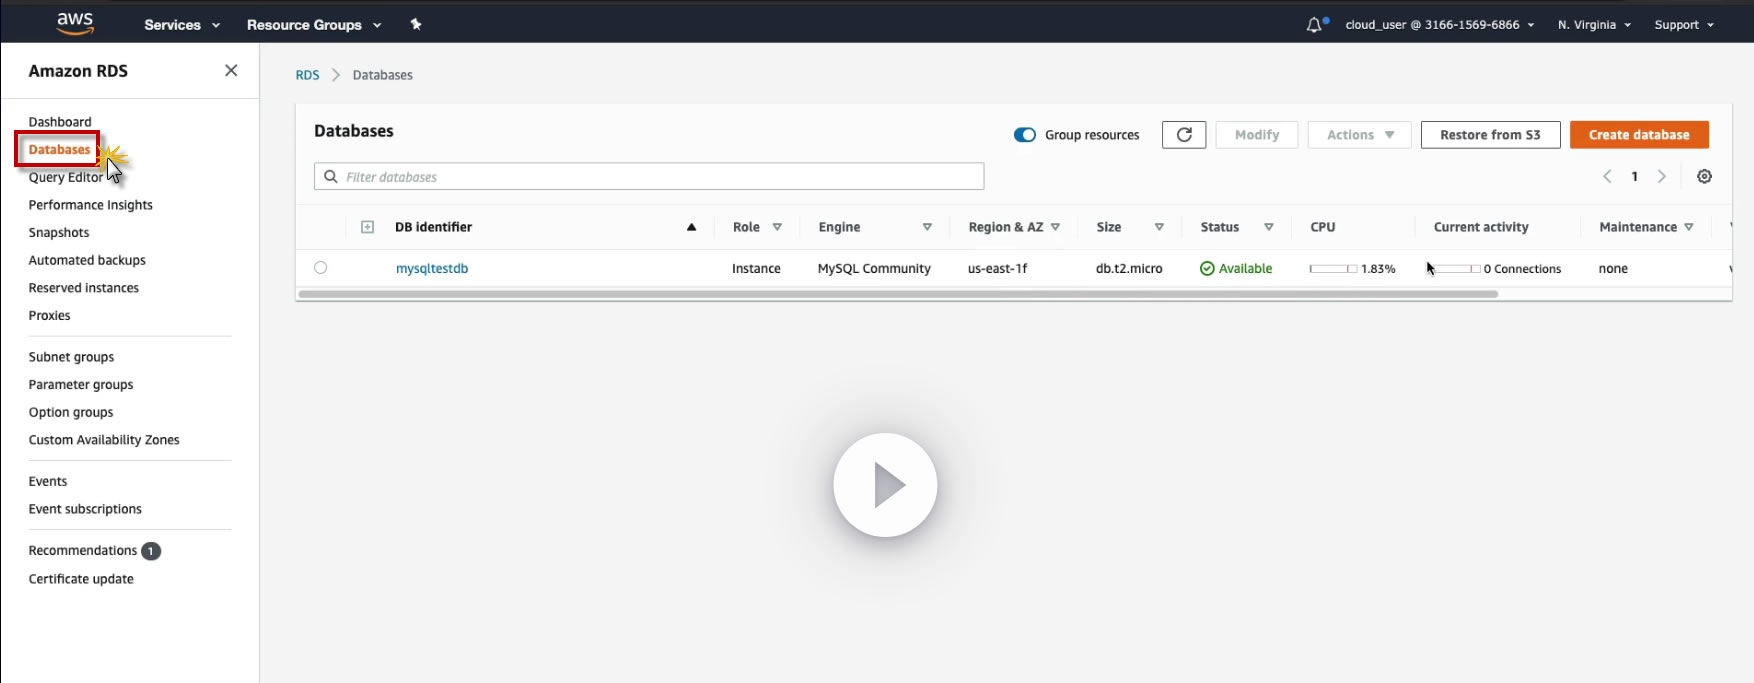 aws Services Resource Groups cloud_user @ 3166-1569-6866 N. Virginia Support
Amazon RDS
Dashboard
Databases
Query Editor
Performance Insights
Snapshots
Automated backups
Reserved instances
Proxies
Subnet groups
Parameter groups
Option groups
Custom Availability Zones
Events
Event subscriptions
Recommendations 1
Certificate update
RDS > Databases
Databases Group resources Modify Actions Restore from S3 Create database
Filter databases 1
DB identifier Role Engine Region & AZ Size Status CPU Current activity Maintenance
mysqltestdb Instance MySQL Community us-east-1f db.t2.micro Available 1.83% 0 Connections none